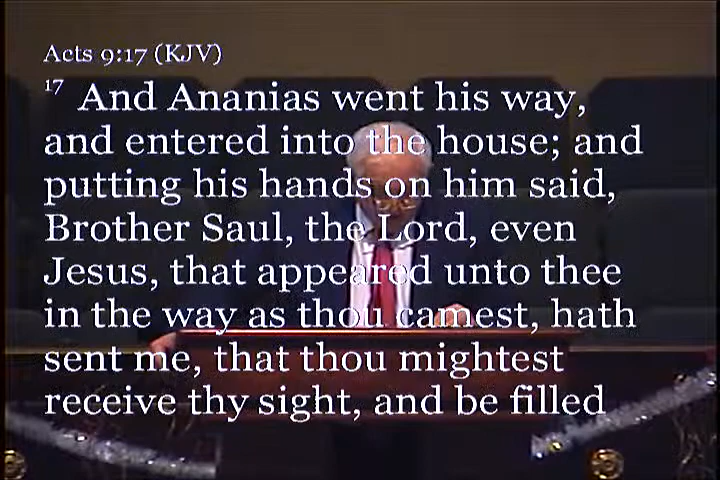 Acts 9:17 (KJV)
17 And Ananias went his way,
and entered into the house; and
putting his hands on him said,
Brother Saul, the Lord, even
Jesus, that appeared unto thee
in the way as thou camest, hath
sent me, that thou mightest
receive thy sight, and be filled